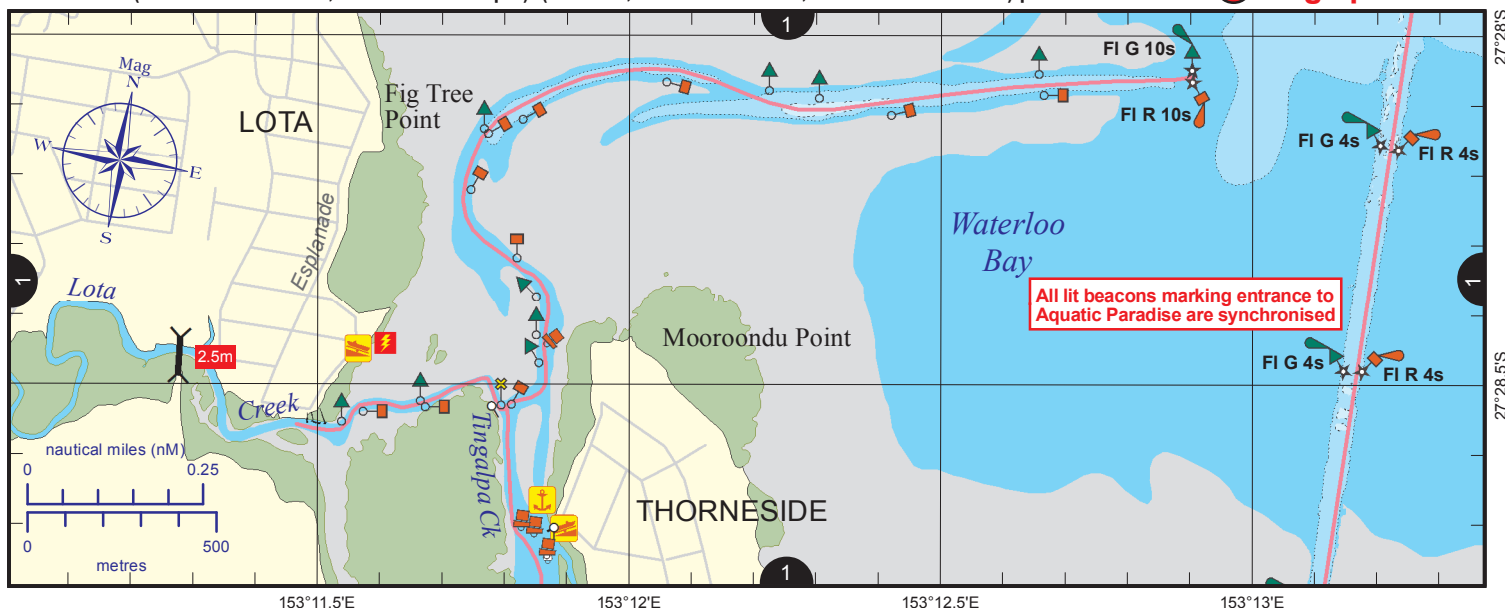 1
27°28'S
Fl G 10s
Mag
N
LOTA
Fig Tree
Point
Fl R 10s
Fl G 4s
Fl R 4s
W
E
S
Esplanade
Waterloo
Bay
1
Lota
1
All lit beacons marking entrance to
Aquatic Paradise are synchronised
2.5m
Mooroondu Point
Fl G 4s
Fl R 4s
27°28.5'S
Creek
nautical miles (nM)
0
0.25
Tingalpa Ck
THORNESIDE
0
500
metres
1
153°11.5'E
153°12'E
153°12.5'E
153°13'E